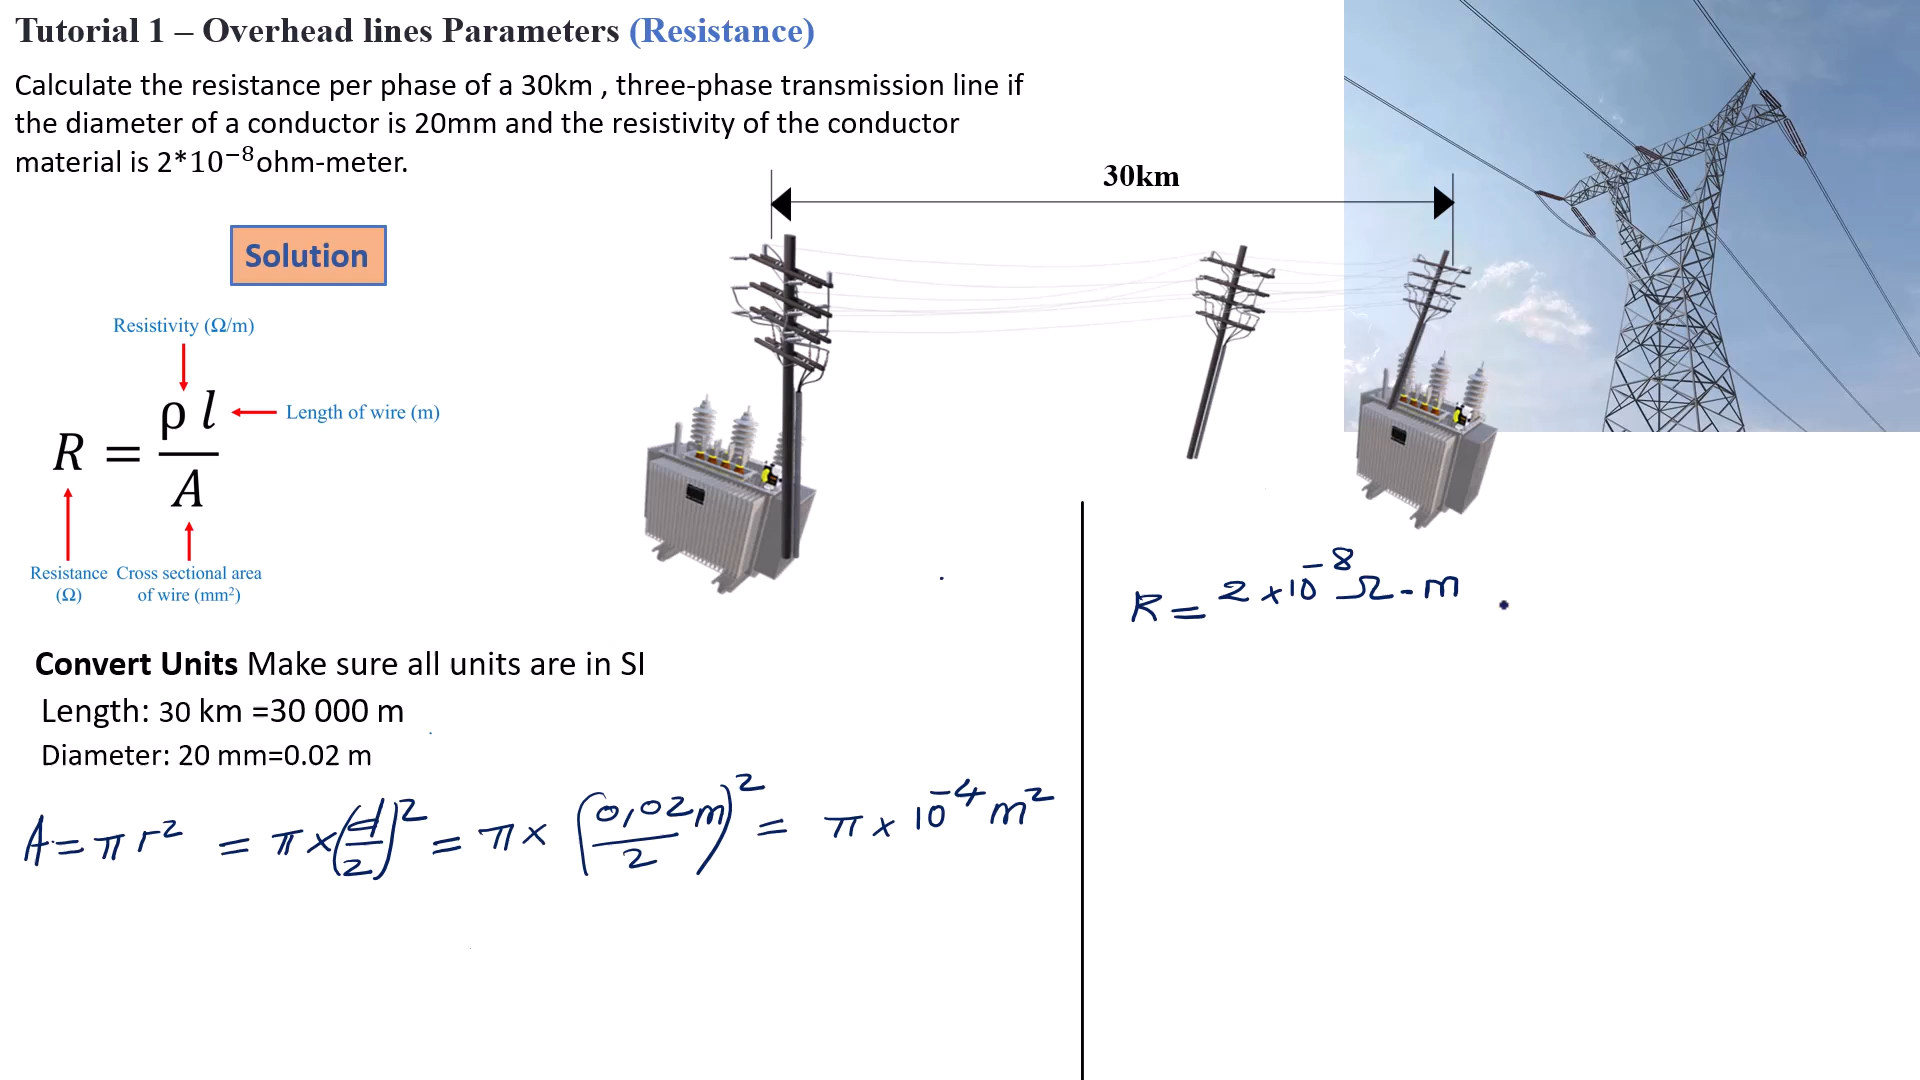 Tutorial 1 – Overhead lines Parameters (Resistance)
Calculate the resistance per phase of a 30km , three-phase transmission line if
the diameter of a conductor is 20mm and the resistivity of the conductor
material is 2*10⁻⁸ohm-meter.
30km
Solution
Resistivity (Ω/m)
R = ρ l / A
Length of wire (m)
Resistance (Ω)
Cross sectional area of wire (mm²)
R = 2 × 10⁻⁸ Ω - m
Convert Units Make sure all units are in SI
Length: 30 km =30 000 m
Diameter: 20 mm=0.02 m
A = π r² = π × (d/2)² = π × (0,02m/2)² = π × 10⁻⁴ m²